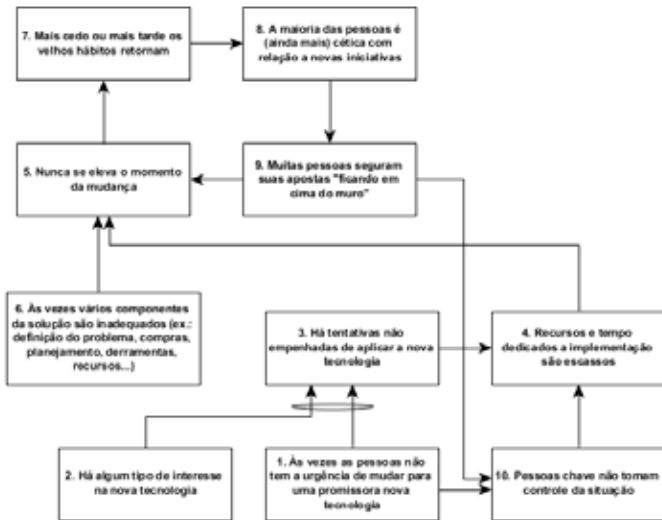 7. Mais cedo ou mais tarde os
velhos hábitos retornam
8. A maioria das pessoas é
(ainda mais) cética com
relação a novas iniciativas
5. Nunca se eleva o momento
da mudança
9. Muitas pessoas seguram
suas apostas "ficando em
cima do muro"
6. Às vezes vários componentes
da solução são inadequados (ex.:
definição do problema, compras,
planejamento, derramentas,
recursos...)
3. Há tentativas não
empenhadas de aplicar a nova
tecnologia
4. Recursos e tempo
dedicados a implementação
são escassos
2. Há algum tipo de interesse
na nova tecnologia
1. Às vezes as pessoas não
tem a urgência de mudar para
uma promissora nova
tecnologia
10. Pessoas chave não tomam
controle da situação